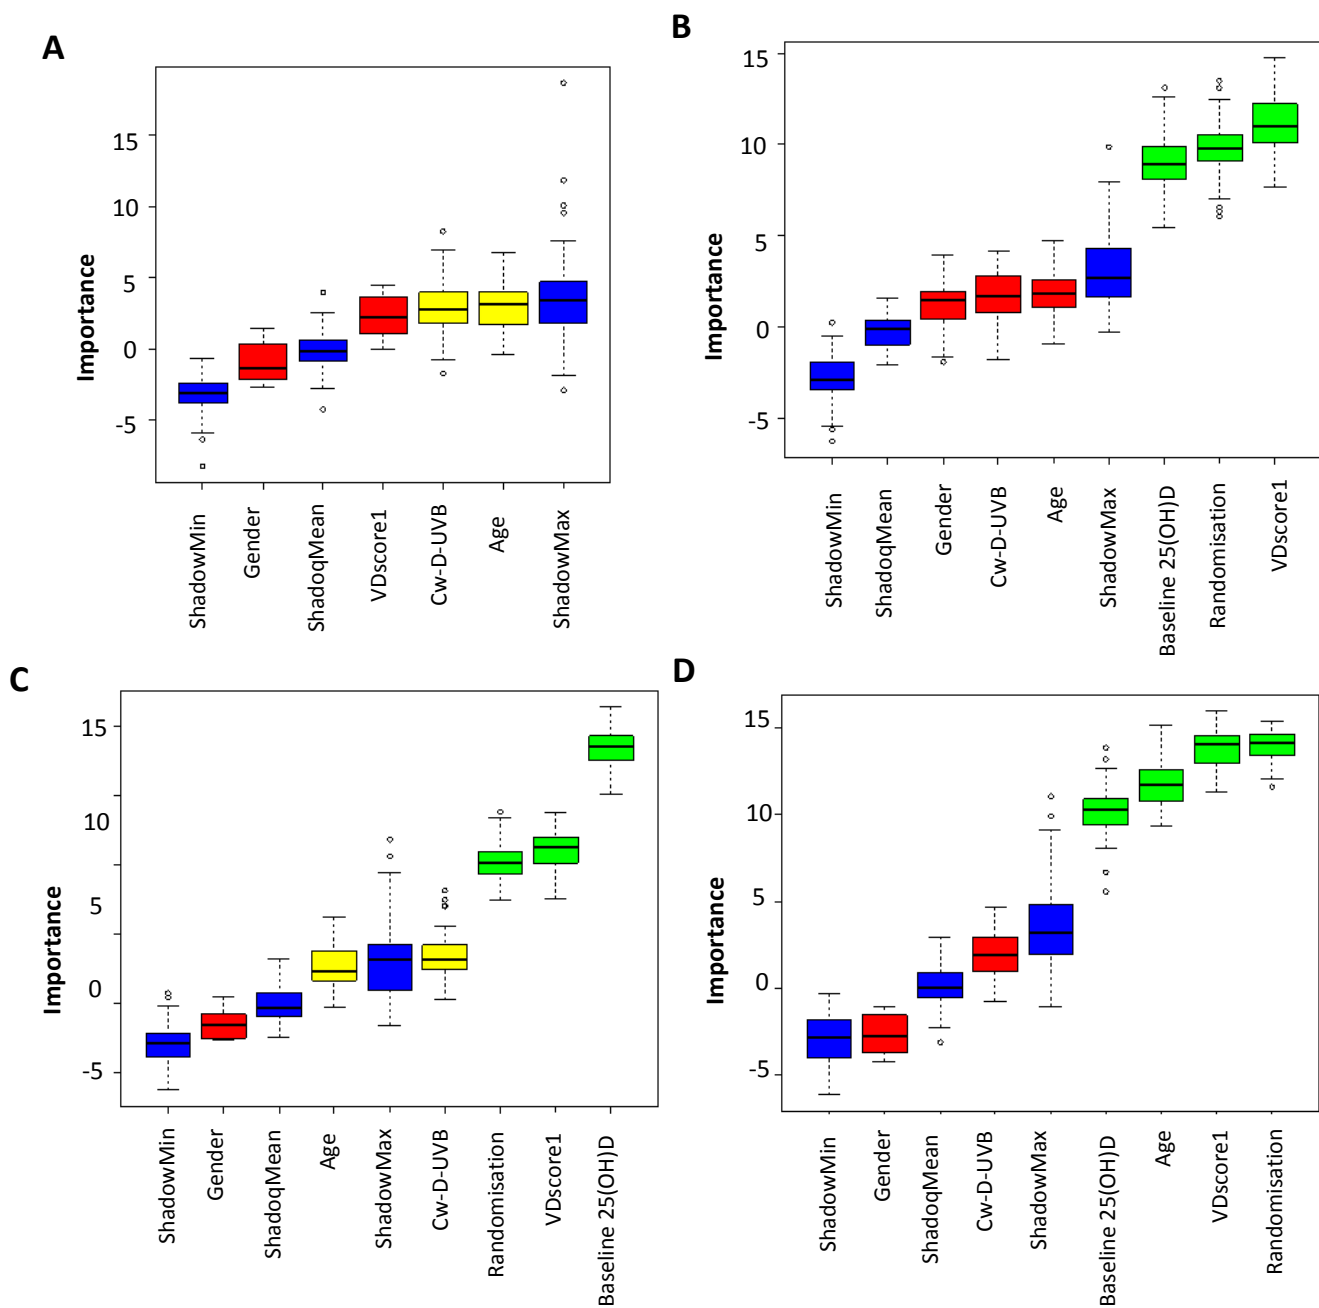 A
15
10
5
0
-5
Importance
ShadowMin
Gender
ShadoqMean
VDscore1
Cw-D-UVB
Age
ShadowMax
B
15
10
5
0
-5
Importance
ShadowMin
ShadoqMean
Gender
Cw-D-UVB
Age
ShadowMax
Baseline 25(OH)D
Randomisation
VDscore1
C
15
10
5
0
-5
Importance
ShadowMin
Gender
ShadoqMean
Age
ShadowMax
Cw-D-UVB
Randomisation
VDscore1
Baseline 25(OH)D
D
15
10
5
0
-5
Importance
ShadowMin
Gender
ShadoqMean
Cw-D-UVB
ShadowMax
Baseline 25(OH)D
Age
VDscore1
Randomisation